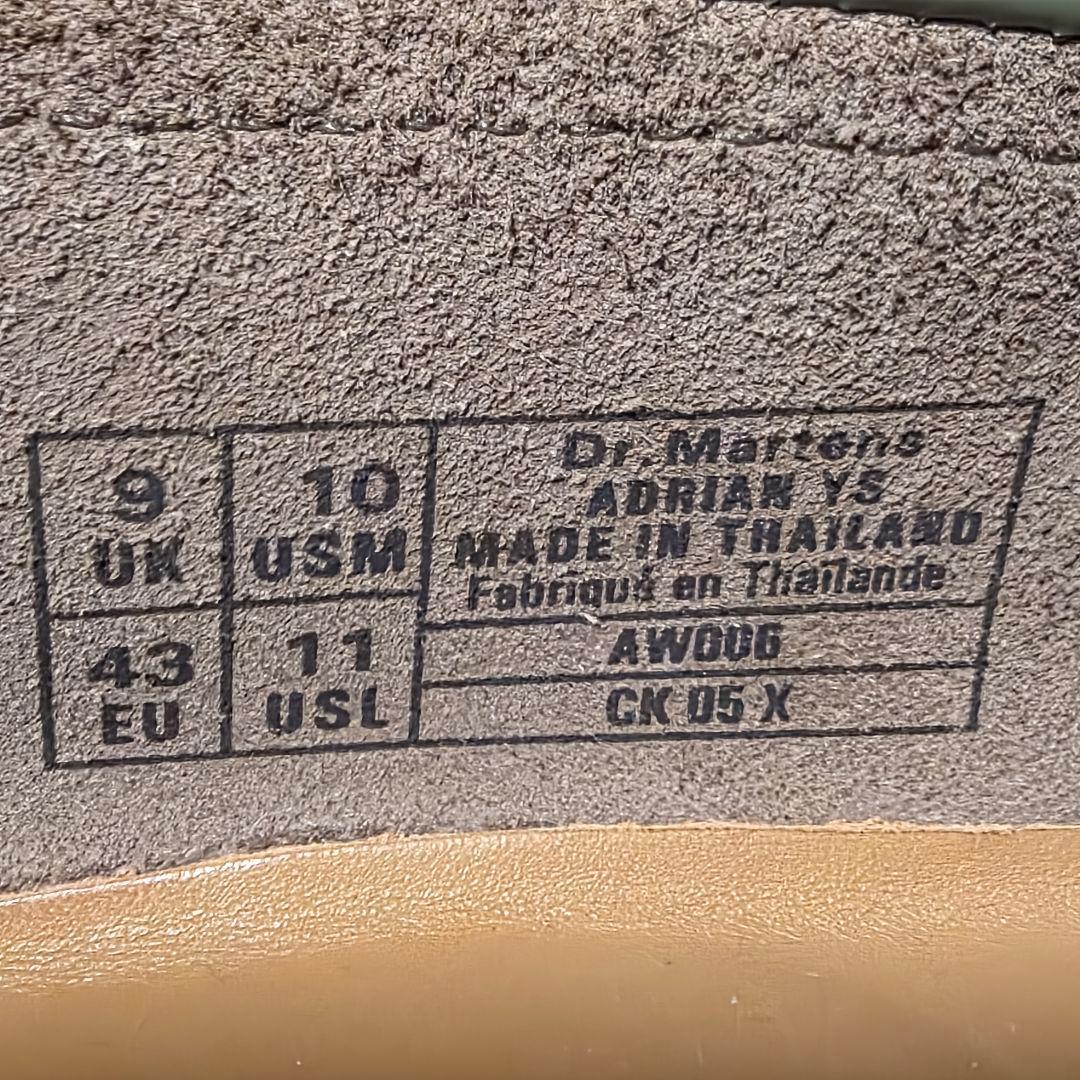 9
UK
10
USM
43
EU
11
USL
Dr. Martens
ADRIAN YS
MADE IN THAILAND
Fabriqué en Thaïlande
AW006
GK 05 X